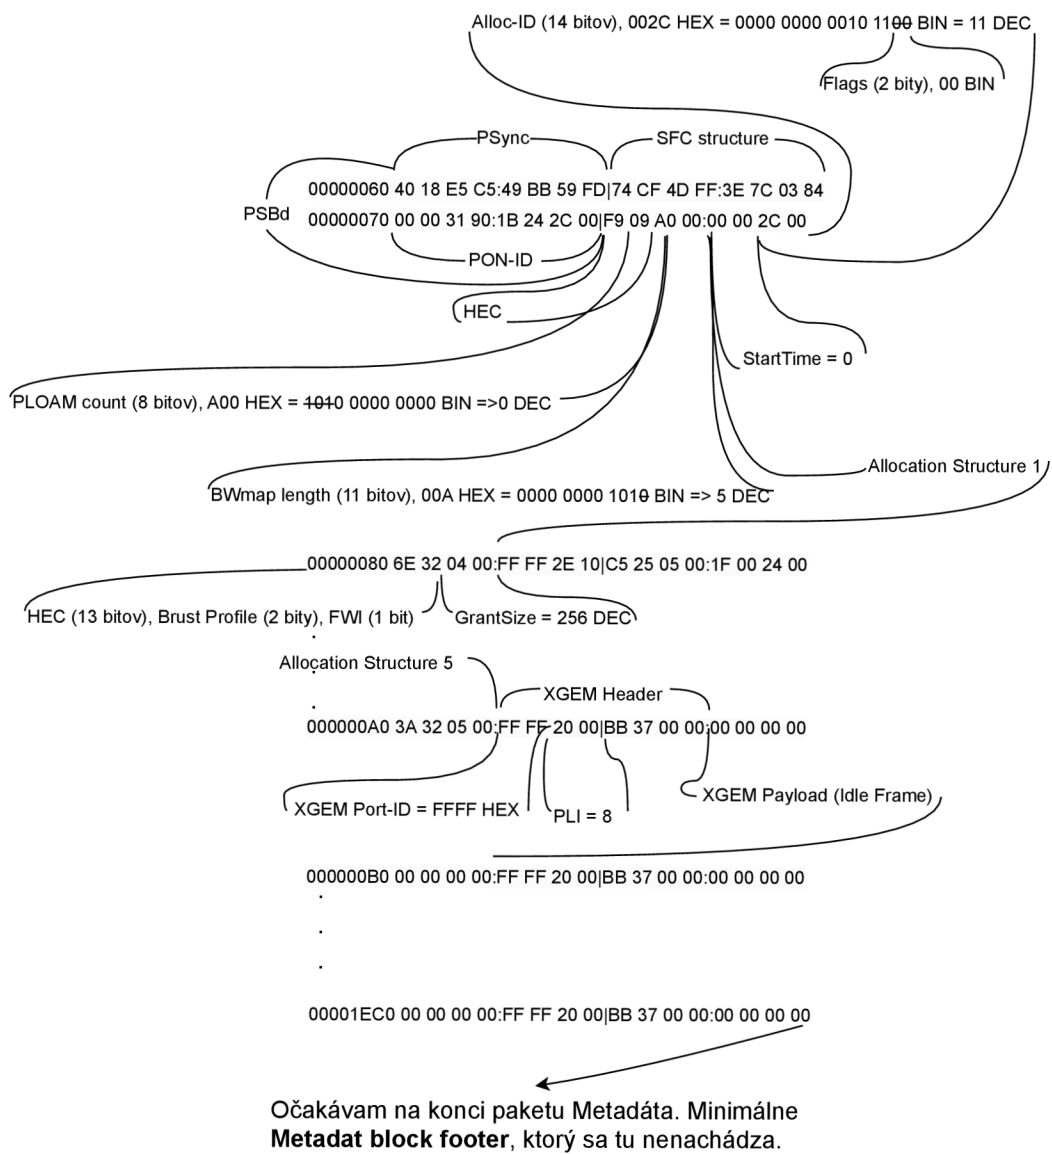 Alloc-ID (14 bitov), 002C HEX = 0000 0000 0010 1100 BIN = 11 DEC
Flags (2 bity), 00 BIN
PSync
SFC structure
00000060 40 18 E5 C5:49 BB 59 FD|74 CF 4D FF:3E 7C 03 84
PSBd
00000070 00 00 31 90:1B 24 2C 00|F9 09 A0 00:00 00 2C 00
PON-ID
HEC
StartTime = 0
PLOAM count (8 bitov), A00 HEX = 1010 0000 0000 BIN =>0 DEC
Allocation Structure 1
BWmap length (11 bitov), 00A HEX = 0000 0000 1010 BIN => 5 DEC
00000080 6E 32 04 00:FF FF 2E 10|C5 25 05 00:1F 00 24 00
HEC (13 bitov), Brust Profile (2 bity), FWI (1 bit)
GrantSize = 256 DEC
.
Allocation Structure 5
.
XGEM Header
.
000000A0 3A 32 05 00:FF FF 20 00|BB 37 00 00:00 00 00 00
XGEM Port-ID = FFFF HEX
PLI = 8
XGEM Payload (Idle Frame)
000000B0 00 00 00 00:FF FF 20 00|BB 37 00 00:00 00 00 00
.
.
.
00001EC0 00 00 00 00:FF FF 20 00|BB 37 00 00:00 00 00 00
Očakávam na konci paketu Metadáta. Minimálne
Metadat block footer, ktorý sa tu nenachádza.